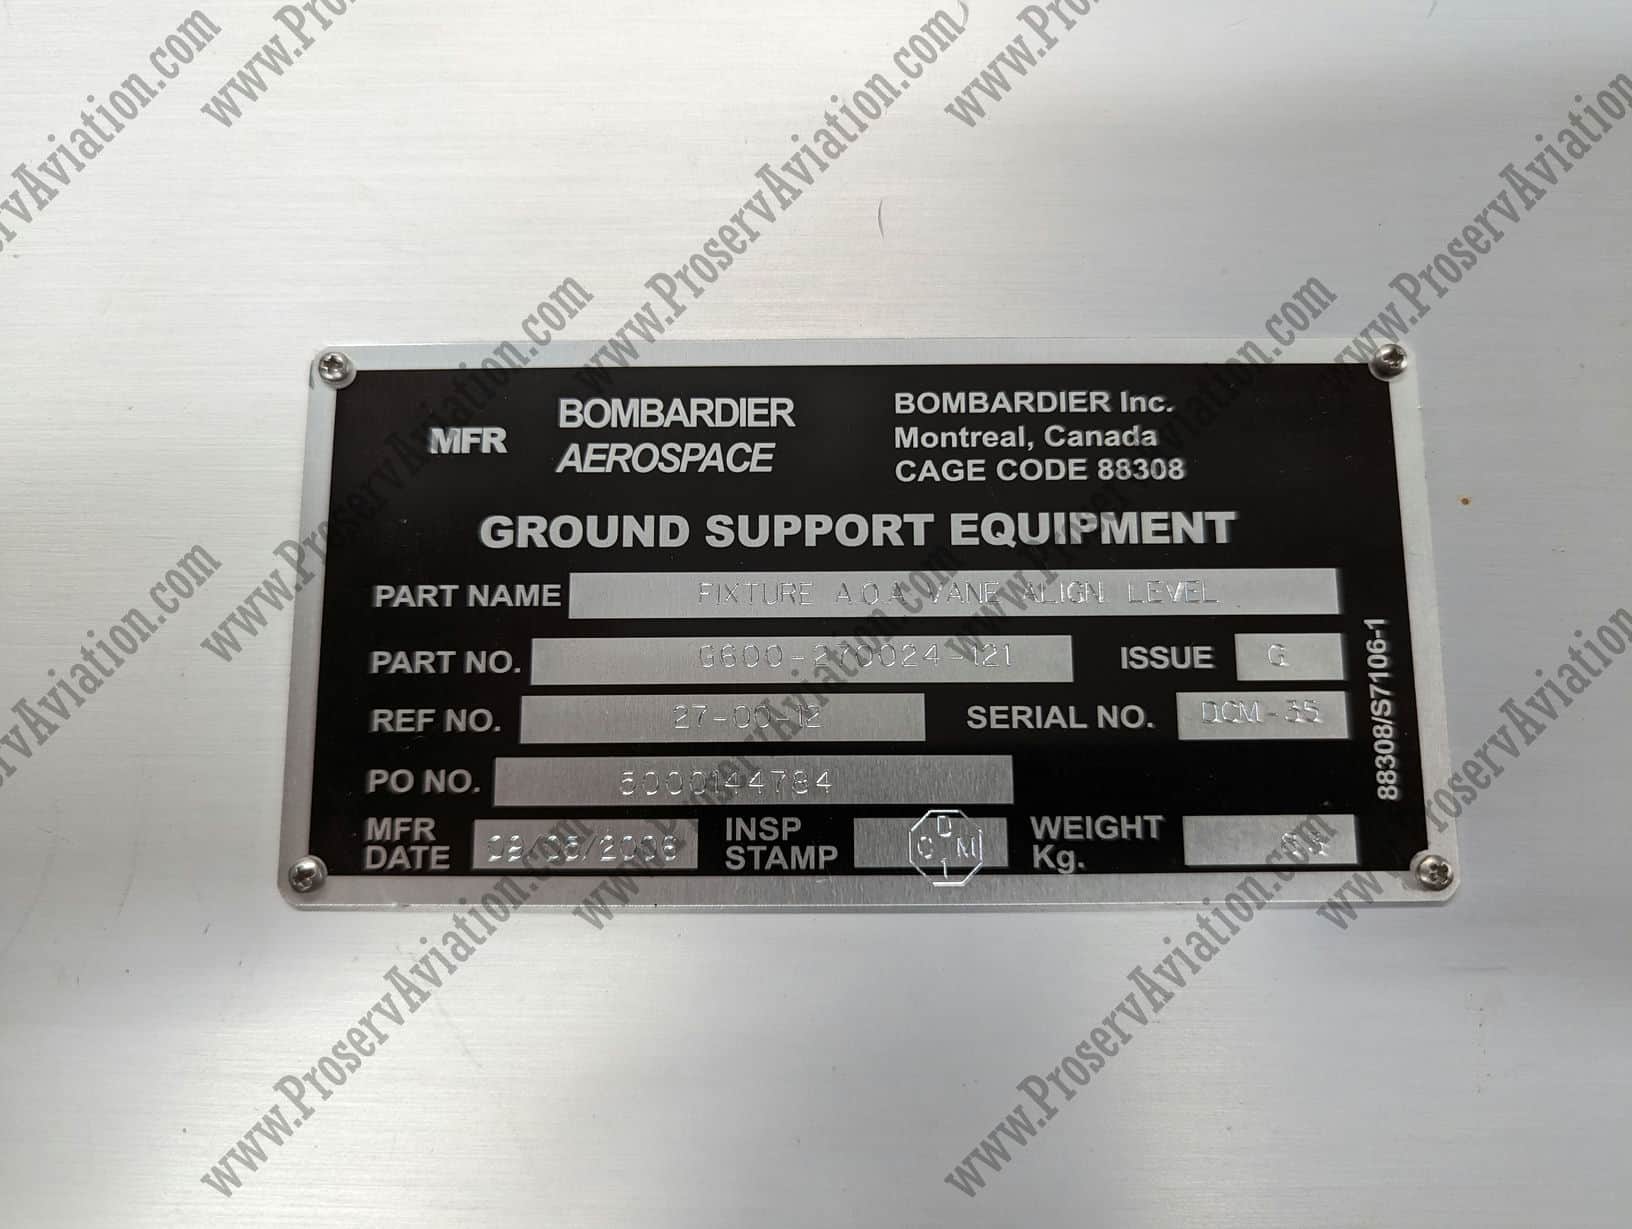 MFR
BOMBARDIER
AEROSPACE
BOMBARDIER Inc.
Montreal, Canada
CAGE CODE 88308
GROUND SUPPORT EQUIPMENT
PART NAME FIXTURE A.O.A VANE ALIGN. LEVEL
PART NO. G600-270024-121 ISSUE G
REF NO. 27-00-12 SERIAL NO. DCM-35
PO NO. 5000144784
MFR DATE INSP STAMP D C M 1 WEIGHT Kg.
88308/S7106-1
www.ProservAviation.com